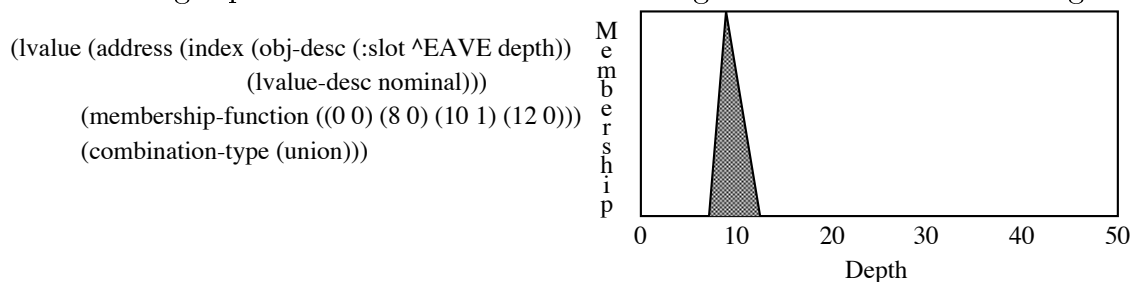 (lvalue (address (index (obj-desc (:slot ^EAVE depth))
(lvalue-desc nominal)))
(membership-function ((0 0) (8 0) (10 1) (12 0)))
(combination-type (union)))
Membership
0 10 20 30 40 50
Depth